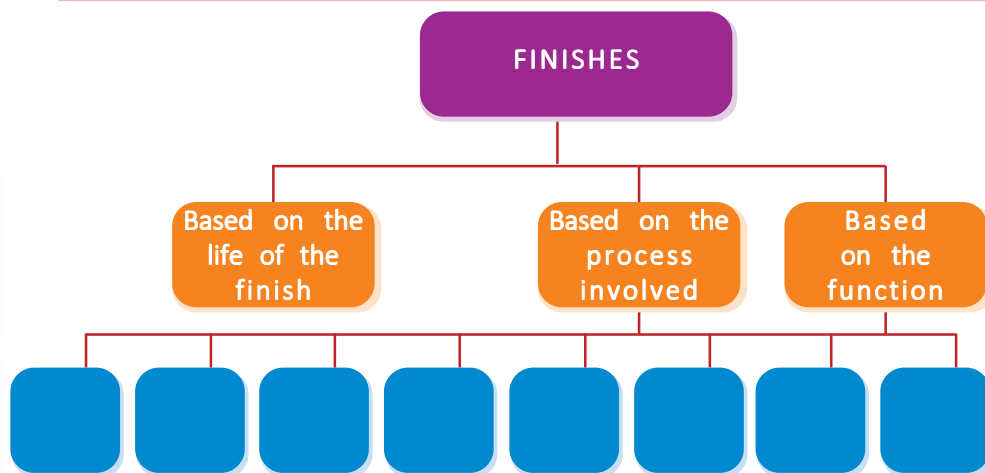 FINISHES
Based on the
life of the
finish
Based on the
process
involved
Based
on the
function